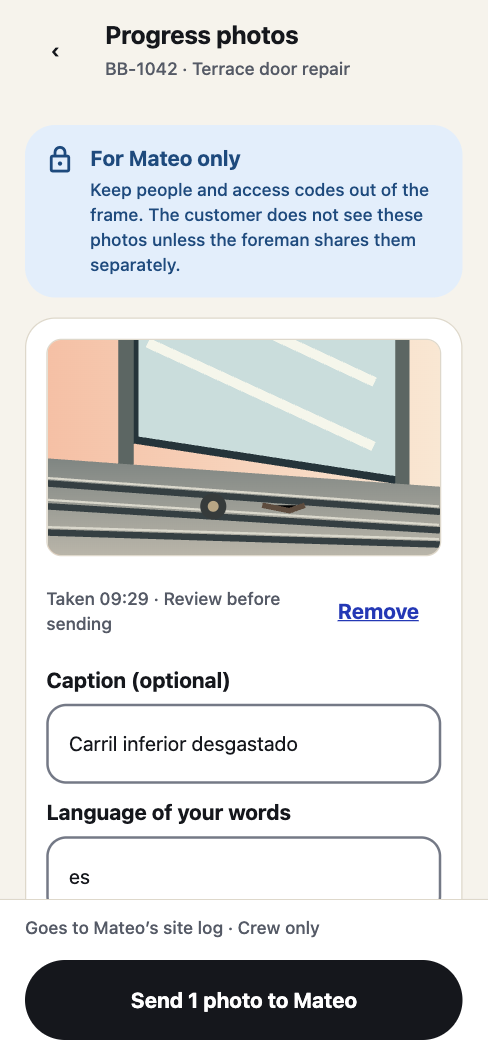 Progress photos
BB-1042 · Terrace door repair
For Mateo only
Keep people and access codes out of the
frame. The customer does not see these
photos unless the foreman shares them
separately.
Taken 09:29 · Review before
sending
Remove
Caption (optional)
Carril inferior desgastado
Language of your words
es
Goes to Mateo’s site log · Crew only
Send 1 photo to Mateo